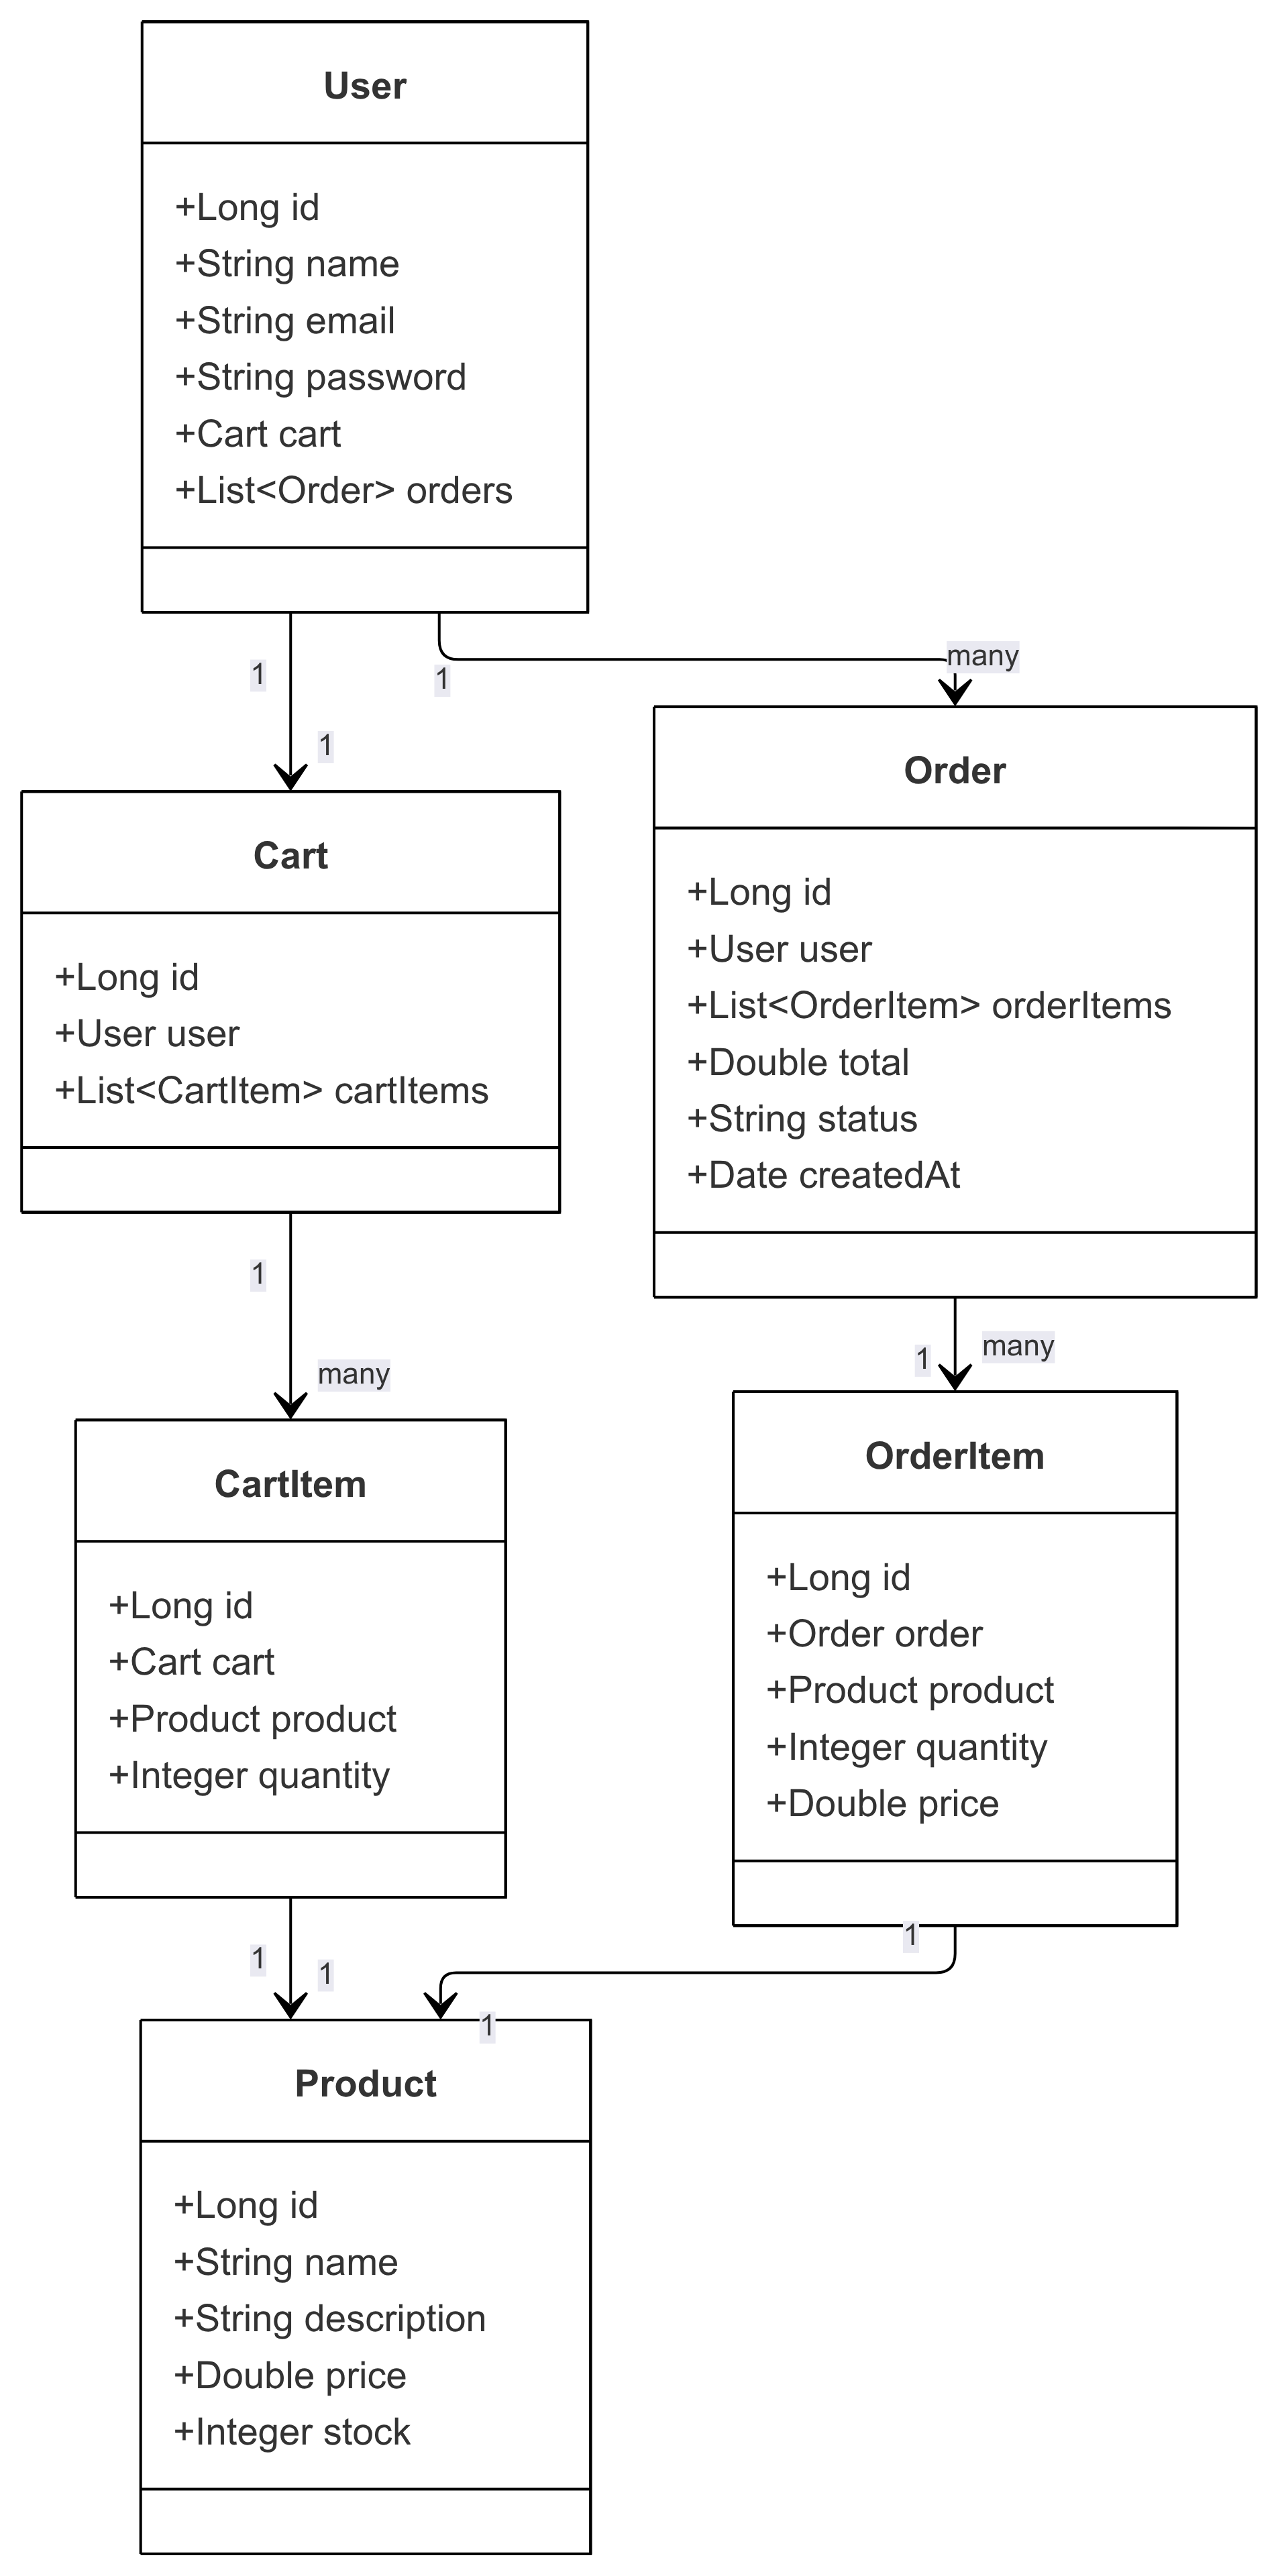 User
+Long id
+String name
+String email
+String password
+Cart cart
+List<Order> orders
1
1
many
1
Cart
+Long id
+User user
+List<CartItem> cartItems
Order
+Long id
+User user
+List<OrderItem> orderItems
+Double total
+String status
+Date createdAt
1
many
1
many
CartItem
+Long id
+Cart cart
+Product product
+Integer quantity
OrderItem
+Long id
+Order order
+Product product
+Integer quantity
+Double price
1
1
1
1
Product
+Long id
+String name
+String description
+Double price
+Integer stock